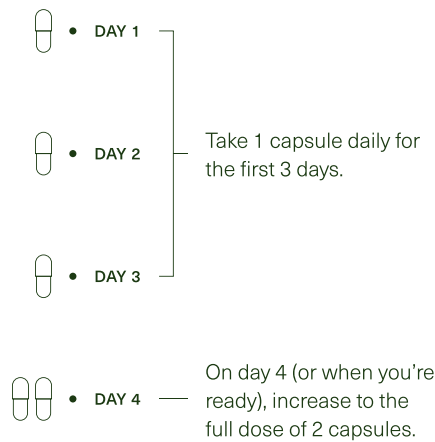 DAY 1
DAY 2
Take 1 capsule daily for
the first 3 days.
DAY 3
DAY 4
On day 4 (or when you're
ready), increase to the
full dose of 2 capsules.